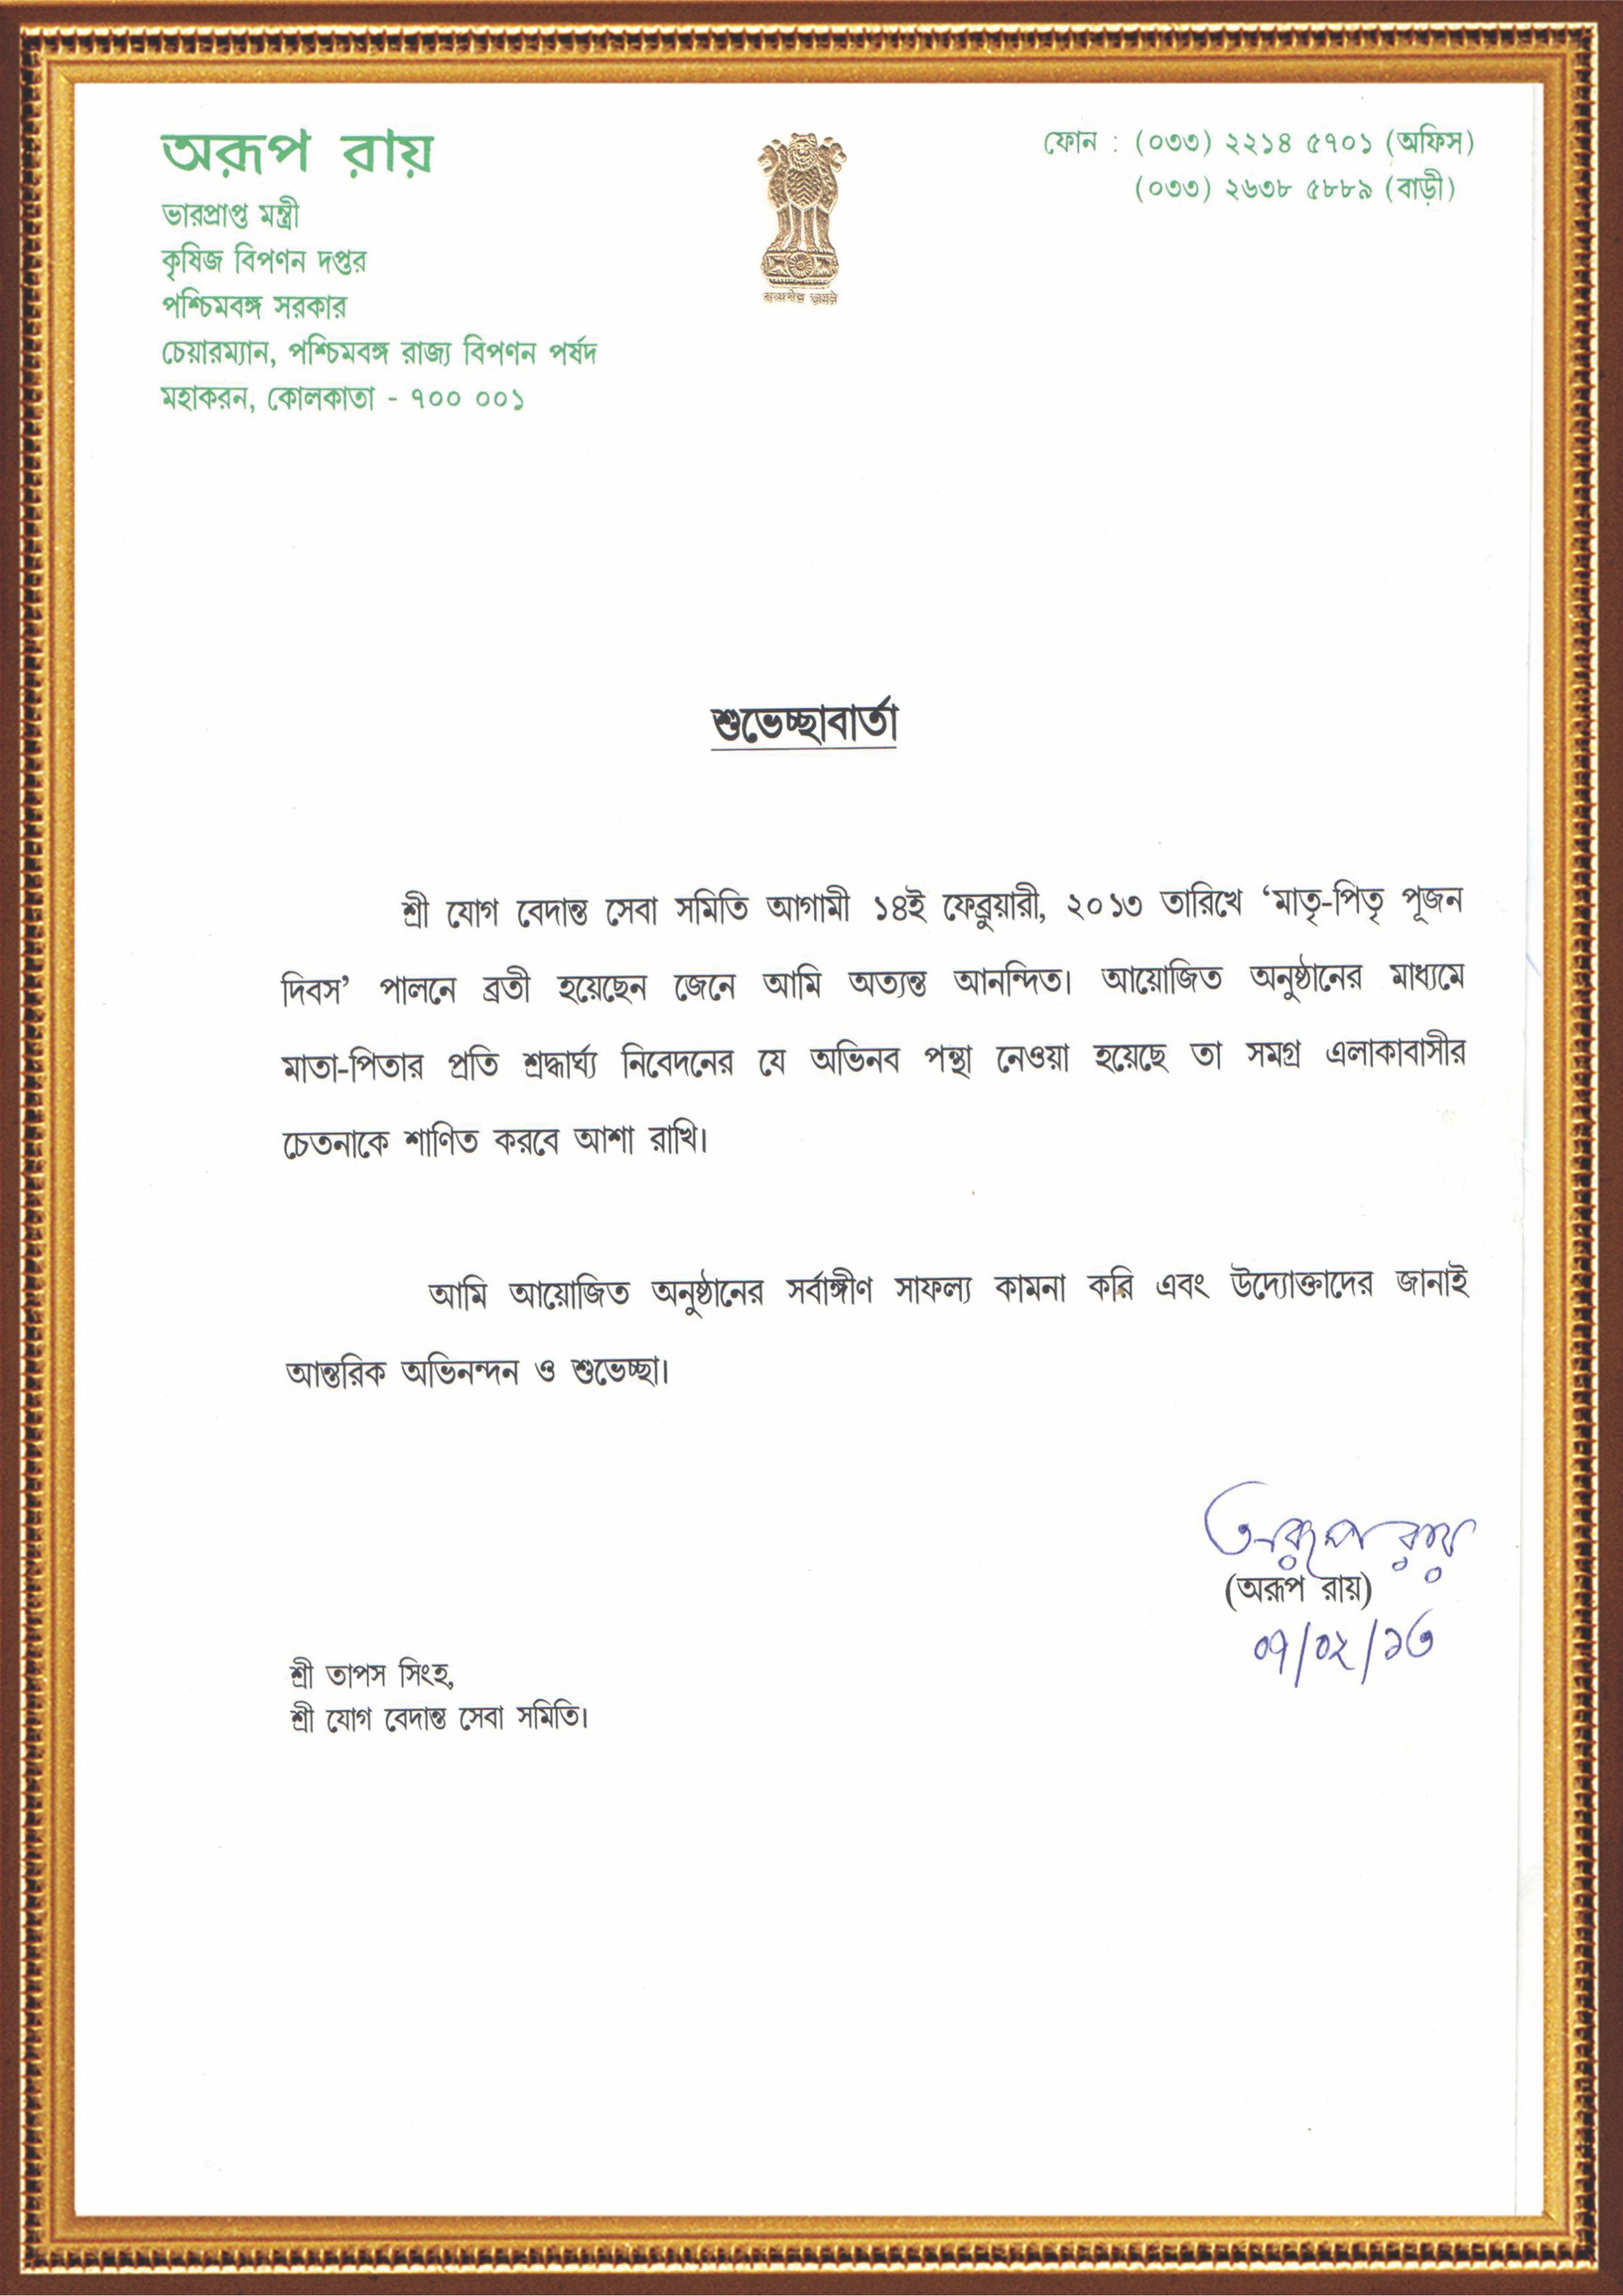 অরূপ রায়
ভারপ্রাপ্ত মন্ত্রী
কৃষিজ বিপণন দপ্তর
পশ্চিমবঙ্গ সরকার
চেয়ারম্যান, পশ্চিমবঙ্গ রাজ্য বিপণন পর্ষদ
মহাকরন, কোলকাতা - ৭০০ ০০১
सत्यमेव जयते
ফোন : (০৩৩) ২২১৪ ৫৭০১ (অফিস)
(০৩৩) ২৬৩৮ ৫৮৮৯ (বাড়ী)
শুভেচ্ছাবার্তা
শ্রী যোগ বেদান্ত সেবা সমিতি আগামী ১৪ই ফেব্রুয়ারী, ২০১৩ তারিখে ‘মাতৃ-পিতৃ পূজন
দিবস’ পালনে ব্রতী হয়েছেন জেনে আমি অত্যন্ত আনন্দিত। আয়োজিত অনুষ্ঠানের মাধ্যমে
মাতা-পিতার প্রতি শ্রদ্ধার্ঘ্য নিবেদনের যে অভিনব পন্থা নেওয়া হয়েছে তা সমগ্র এলাকাবাসীর
চেতনাকে শাণিত করবে আশা রাখি।
আমি আয়োজিত অনুষ্ঠানের সর্বাঙ্গীণ সাফল্য কামনা করি এবং উদ্যোক্তাদের জানাই
আন্তরিক অভিনন্দন ও শুভেচ্ছা।
অরূপ রায়
(অরূপ রায়)
০৭/০২/১৩
শ্রী তাপস সিংহ,
শ্রী যোগ বেদান্ত সেবা সমিতি।